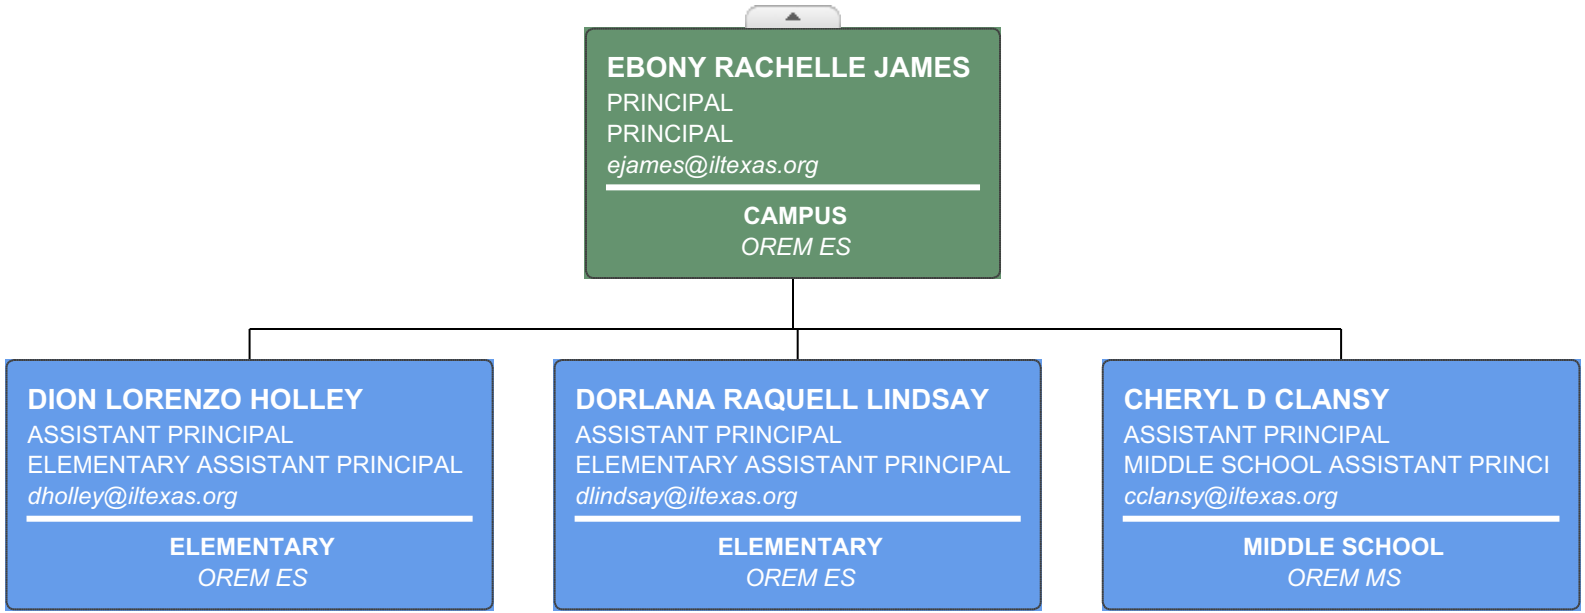 EBONY RACHELLE JAMES
PRINCIPAL
PRINCIPAL
ejames@iltexas.org
CAMPUS
OREM ES
DION LORENZO HOLLEY
ASSISTANT PRINCIPAL
ELEMENTARY ASSISTANT PRINCIPAL
dholley@iltexas.org
ELEMENTARY
OREM ES
DORLANA RAQUELL LINDSAY
ASSISTANT PRINCIPAL
ELEMENTARY ASSISTANT PRINCIPAL
dlindsay@iltexas.org
ELEMENTARY
OREM ES
CHERYL D CLANSY
ASSISTANT PRINCIPAL
MIDDLE SCHOOL ASSISTANT PRINCI
cclansy@iltexas.org
MIDDLE SCHOOL
OREM MS